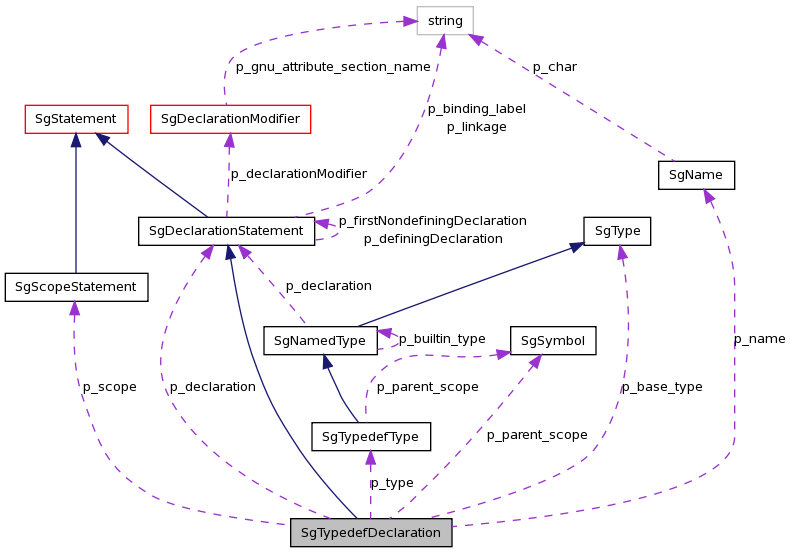 string
p_gnu_attribute_section_name
p_char
SgStatement
SgDeclarationModifier
p_binding_label
p_linkage
p_declarationModifier
SgName
SgDeclarationStatement
p_firstNondefiningDeclaration
p_definingDeclaration
SgType
SgScopeStatement
p_declaration
SgNamedType
p_builtin_type
SgSymbol
p_name
p_scope
p_declaration
p_parent_scope
p_base_type
SgTypedefType
p_parent_scope
p_type
SgTypedefDeclaration